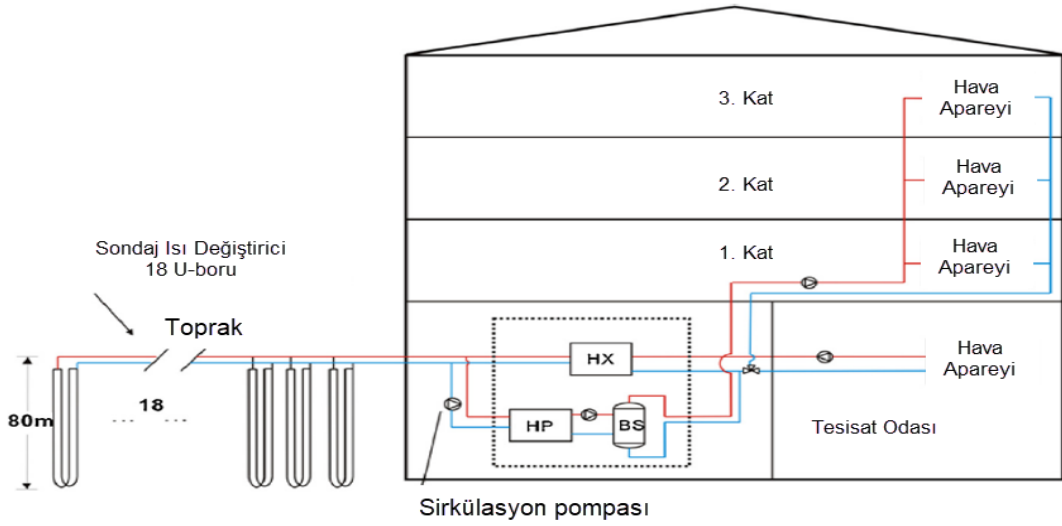 3. Kat
Hava
Apareyi
2. Kat
Hava
Apareyi
1. Kat
Hava
Apareyi
Sondaj Isı Değiştirici
18 U-boru
Toprak
80m
18
HX
HP
BS
Hava
Apareyi
Tesisat Odası
Sirkülasyon pompası